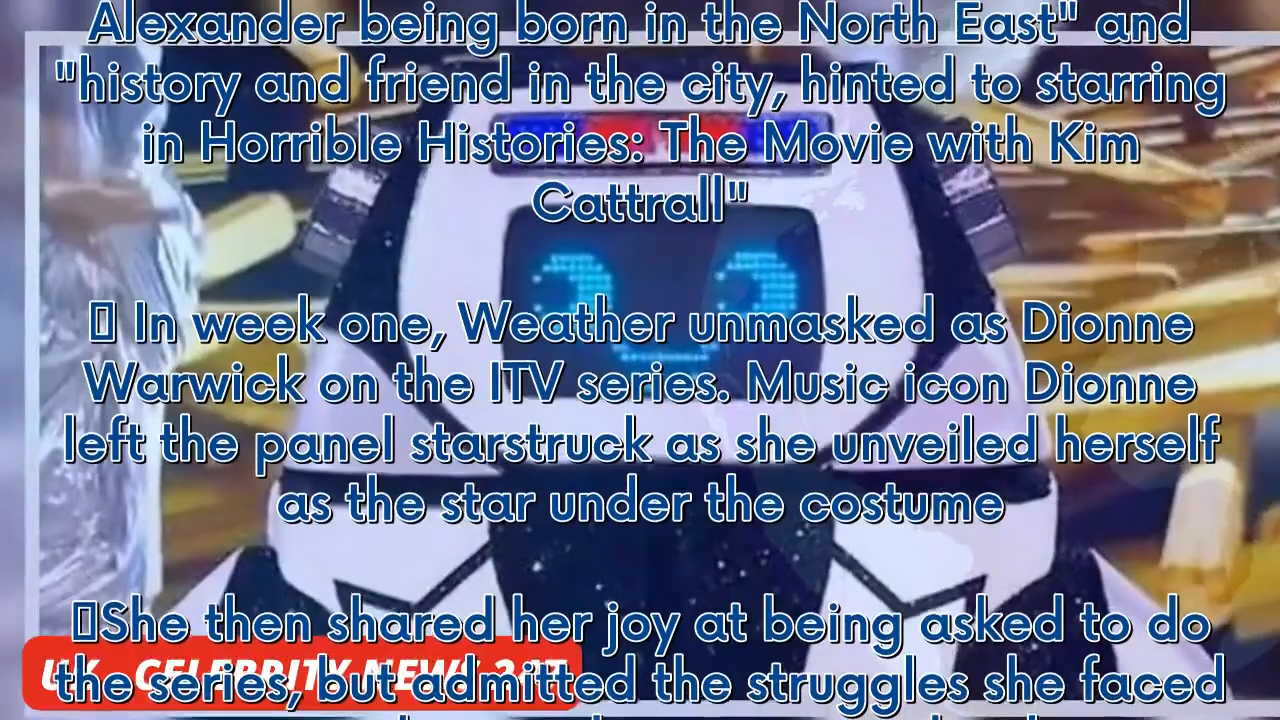 Alexander being born in the North East" and
"history and friend in the city, hinted to starring
in Horrible Histories: The Movie with Kim
Cattrall"
In week one, Weather unmasked as Dionne
Warwick on the ITV series. Music icon Dionne
left the panel starstruck as she unveiled herself
as the star under the costume
She then shared her joy at being asked to do
the series, but admitted the struggles she faced
CELEBRITY NEWS